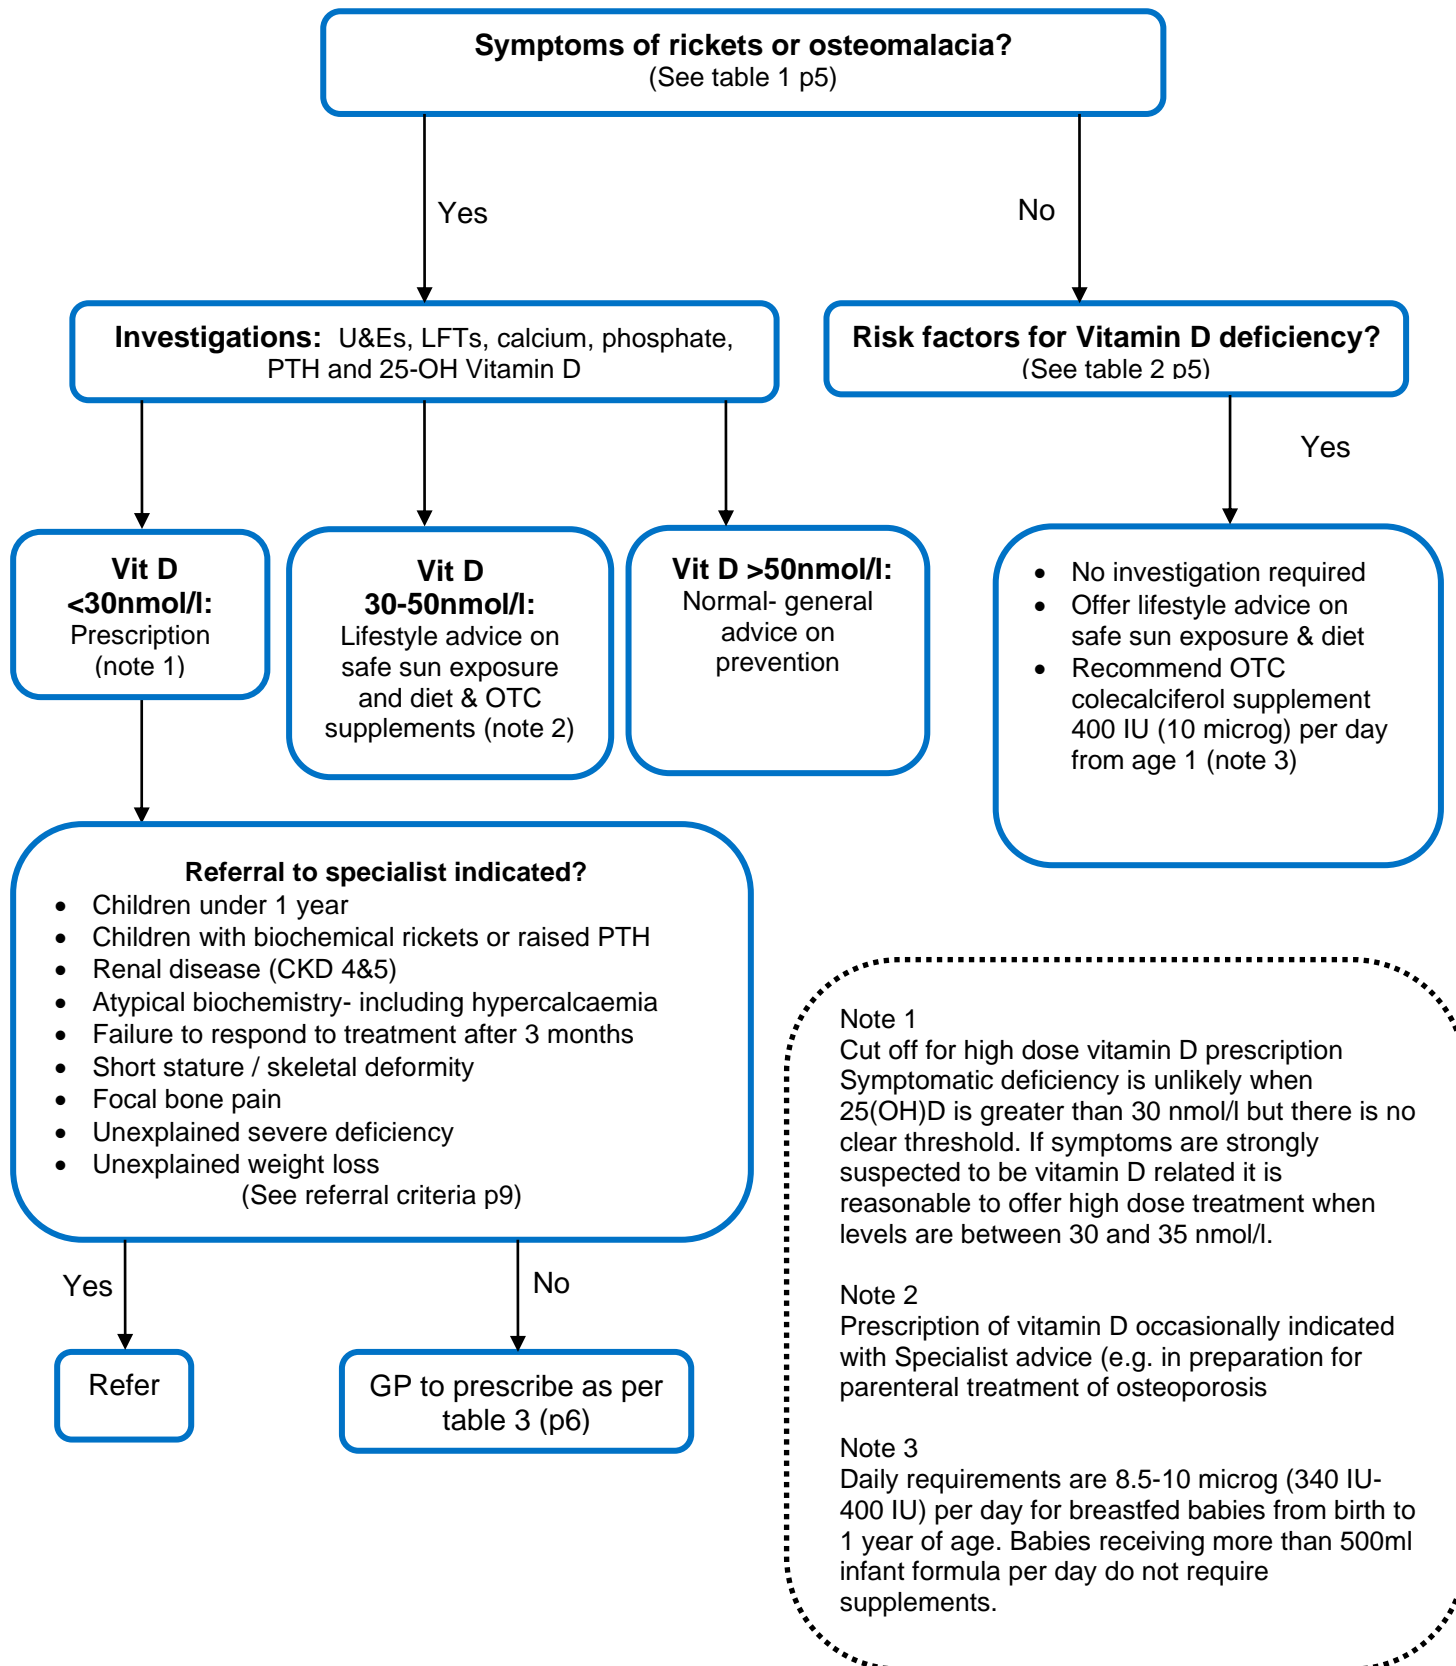 Symptoms of rickets or osteomalacia?
(See table 1 p5)
Yes
No
Investigations: U&Es, LFTs, calcium, phosphate,
PTH and 25-OH Vitamin D
Risk factors for Vitamin D deficiency?
(See table 2 p5)
Yes
Vit D
<30nmol/l:
Prescription
(note 1)
Vit D
30-50nmol/l:
Lifestyle advice on
safe sun exposure
and diet & OTC
supplements (note 2)
Vit D >50nmol/l:
Normal- general
advice on
prevention
• No investigation required
• Offer lifestyle advice on
safe sun exposure & diet
• Recommend OTC
colecalciferol supplement
400 IU (10 microg) per day
from age 1 (note 3)
Referral to specialist indicated?
• Children under 1 year
• Children with biochemical rickets or raised PTH
• Renal disease (CKD 4&5)
• Atypical biochemistry- including hypercalcaemia
• Failure to respond to treatment after 3 months
• Short stature / skeletal deformity
• Focal bone pain
• Unexplained severe deficiency
• Unexplained weight loss
(See referral criteria p9)
Yes
No
Refer
GP to prescribe as per
table 3 (p6)
Note 1
Cut off for high dose vitamin D prescription
Symptomatic deficiency is unlikely when
25(OH)D is greater than 30 nmol/l but there is no
clear threshold. If symptoms are strongly
suspected to be vitamin D related it is
reasonable to offer high dose treatment when
levels are between 30 and 35 nmol/l.
Note 2
Prescription of vitamin D occasionally indicated
with Specialist advice (e.g. in preparation for
parenteral treatment of osteoporosis
Note 3
Daily requirements are 8.5-10 microg (340 IU-
400 IU) per day for breastfed babies from birth to
1 year of age. Babies receiving more than 500ml
infant formula per day do not require
supplements.